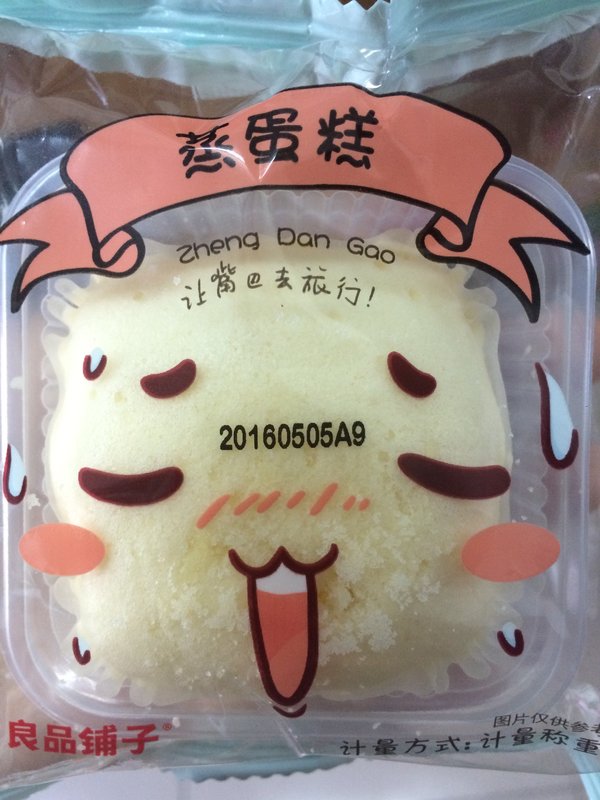 蒸蛋糕
Zheng Dan Gao
让嘴巴去旅行!
20160505A9
良品铺子®
图片仅供参考
计量方式:计量称重